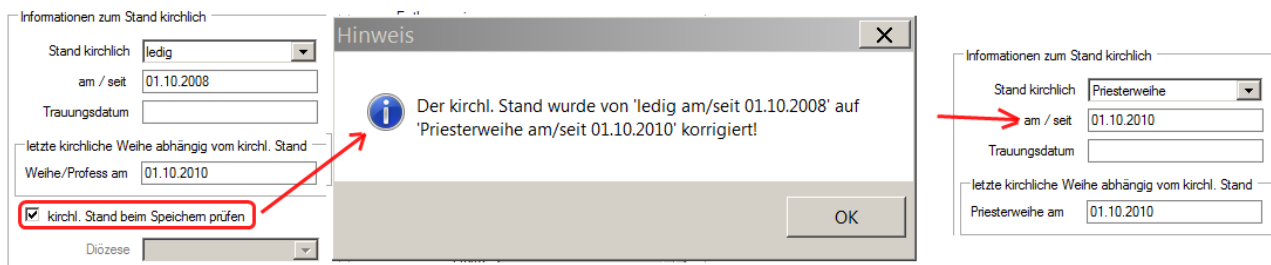 Informationen zum Stand kirchlich
Stand kirchlich ledig
am / seit 01.10.2008
Trauungsdatum
letzte kirchliche Weihe abhängig vom kirchl. Stand
Weihe/Profess am 01.10.2010
kirchl. Stand beim Speichern prüfen
Diözese
Hinweis
Der kirchl. Stand wurde von 'ledig am/seit 01.10.2008' auf
'Priesterweihe am/seit 01.10.2010' korrigiert!
OK
Informationen zum Stand kirchlich
Stand kirchlich Priesterweihe
am / seit 01.10.2010
Trauungsdatum
letzte kirchliche Weihe abhängig vom kirchl. Stand
Priesterweihe am 01.10.2010